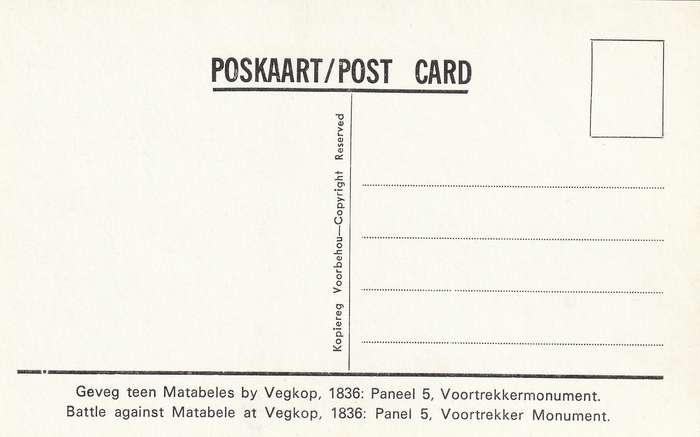 POSKAART/POST CARD
Kopiereg Voorbehou—Copyright Reserved
Geveg teen Matabeles by Vegkop, 1836: Paneel 5, Voortrekkermonument.
Battle against Matabele at Vegkop, 1836: Panel 5, Voortrekker Monument.